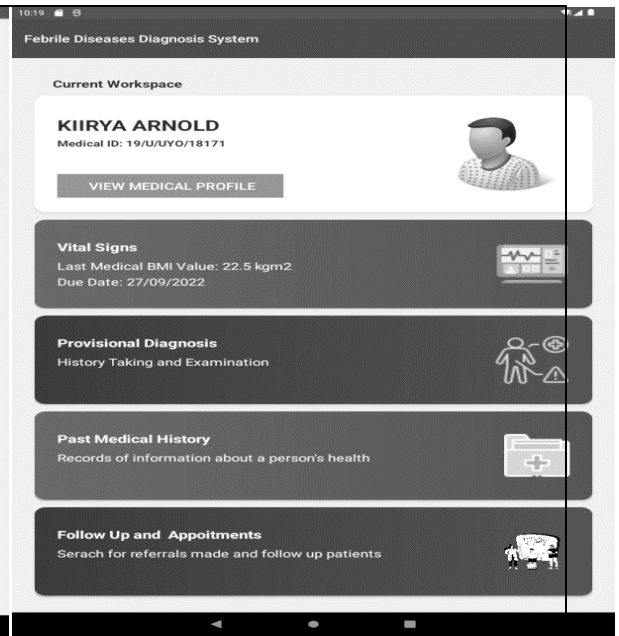 10:19
Febrile Diseases Diagnosis System
Current Workspace
KIIRYA ARNOLD
Medical ID: 19/U/UYO/18171
VIEW MEDICAL PROFILE
Vital Signs
Last Medical BMI Value: 22.5 kgm2
Due Date: 27/09/2022
Provisional Diagnosis
History Taking and Examination
Past Medical History
Records of information about a person's health
Follow Up and Appoitments
Serach for referrals made and follow up patients